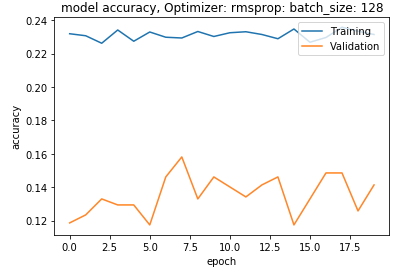 model accuracy, Optimizer: rmsprop: batch_size: 128
Training
Validation
accuracy
0.24
0.22
0.20
0.18
0.16
0.14
0.12
0.0 2.5 5.0 7.5 10.0 12.5 15.0 17.5
epoch